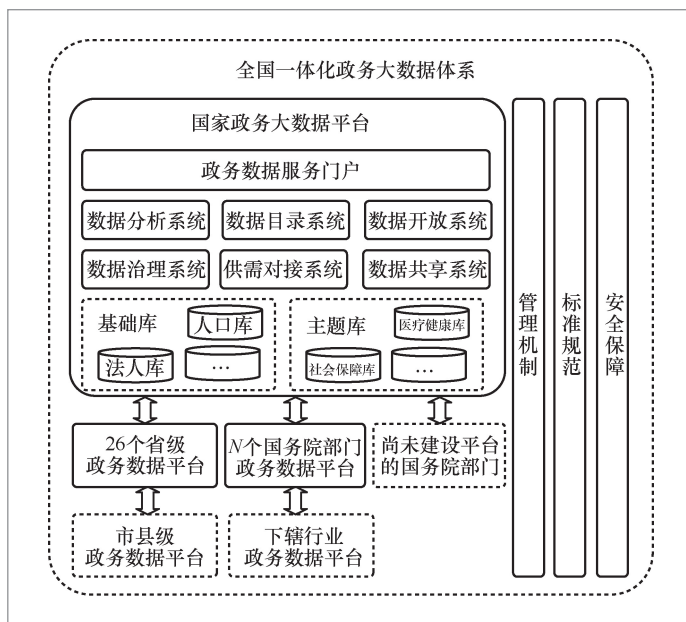 全国一体化政务大数据体系
国家政务大数据平台
政务数据服务门户
数据分析系统
数据目录系统
数据开放系统
数据治理系统
供需对接系统
数据共享系统
基础库
人口库
法人库
…
主题库
医疗健康库
社会保障库
…
26个省级
政务数据平台
N个国务院部门
政务数据平台
尚未建设平台
的国务院部门
市县级
政务数据平台
下辖行业
政务数据平台
管理机制
标准规范
安全保障